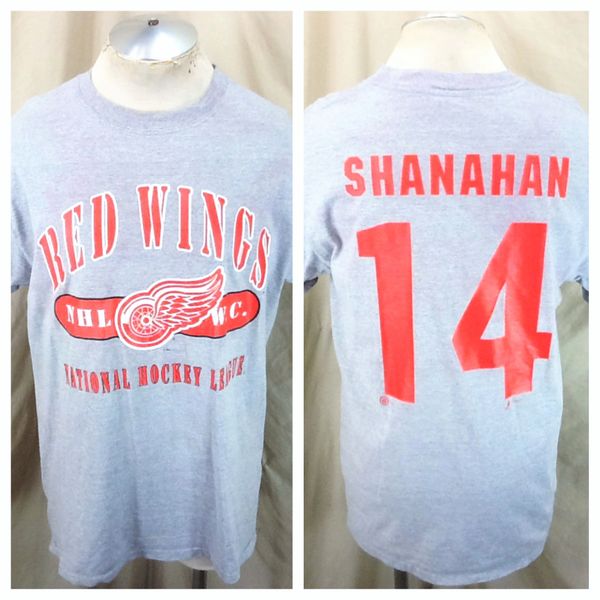 RED WINGS
NHL WC.
NATIONAL HOCKEY LEAGUE
SHANAHAN
14